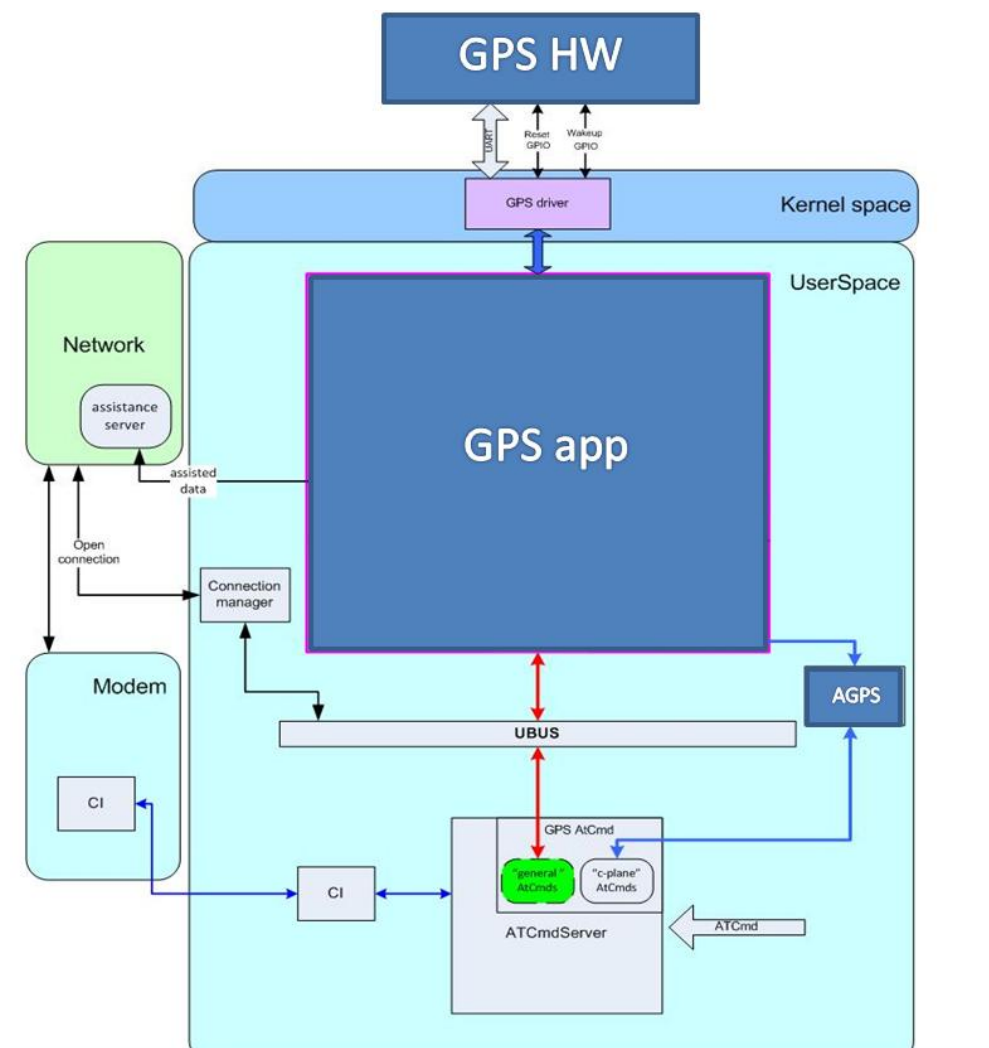 GPS HW
UART
Reset
GPIO
Wakeup
GPIO
GPS driver
Kernel space
UserSpace
Network
assistance
server
GPS app
assisted
data
Open
connection
Connection
manager
Modem
AGPS
UBUS
CI
GPS AtCmd
"general"
AtCmds
"c-plane"
AtCmds
CI
ATCmdServer
ATCmd